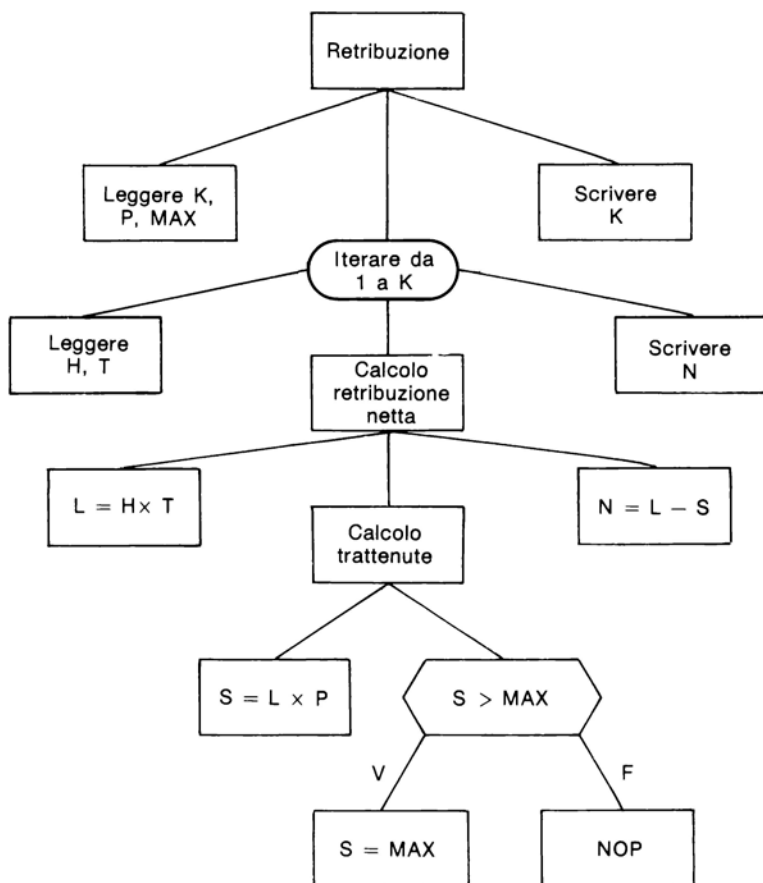 Retribuzione
Leggere K,
P, MAX
Scrivere
K
Iterare da
1 a K
Leggere
H, T
Scrivere
N
Calcolo
retribuzione
netta
L = H× T
N = L − S
Calcolo
trattenute
S = L × P
S > MAX
V
F
S = MAX
NOP